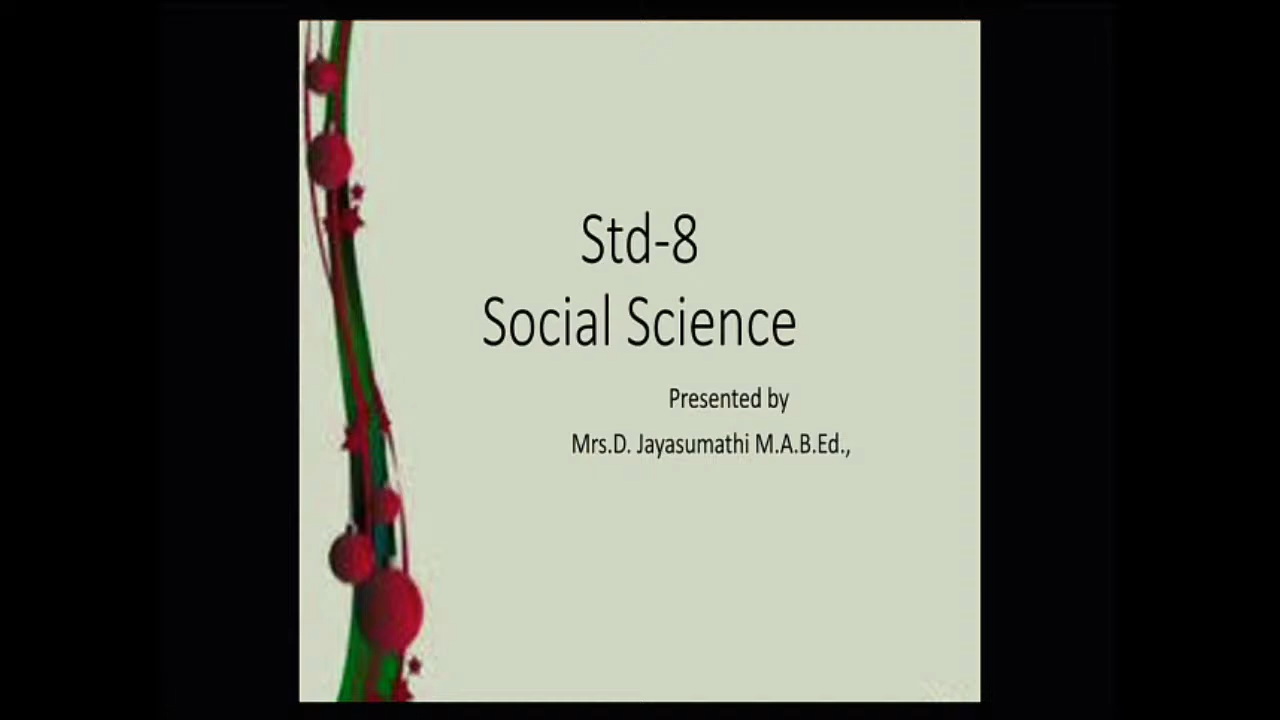 Std-8
Social Science
Presented by
Mrs.D. Jayasumathi M.A.B.Ed.,